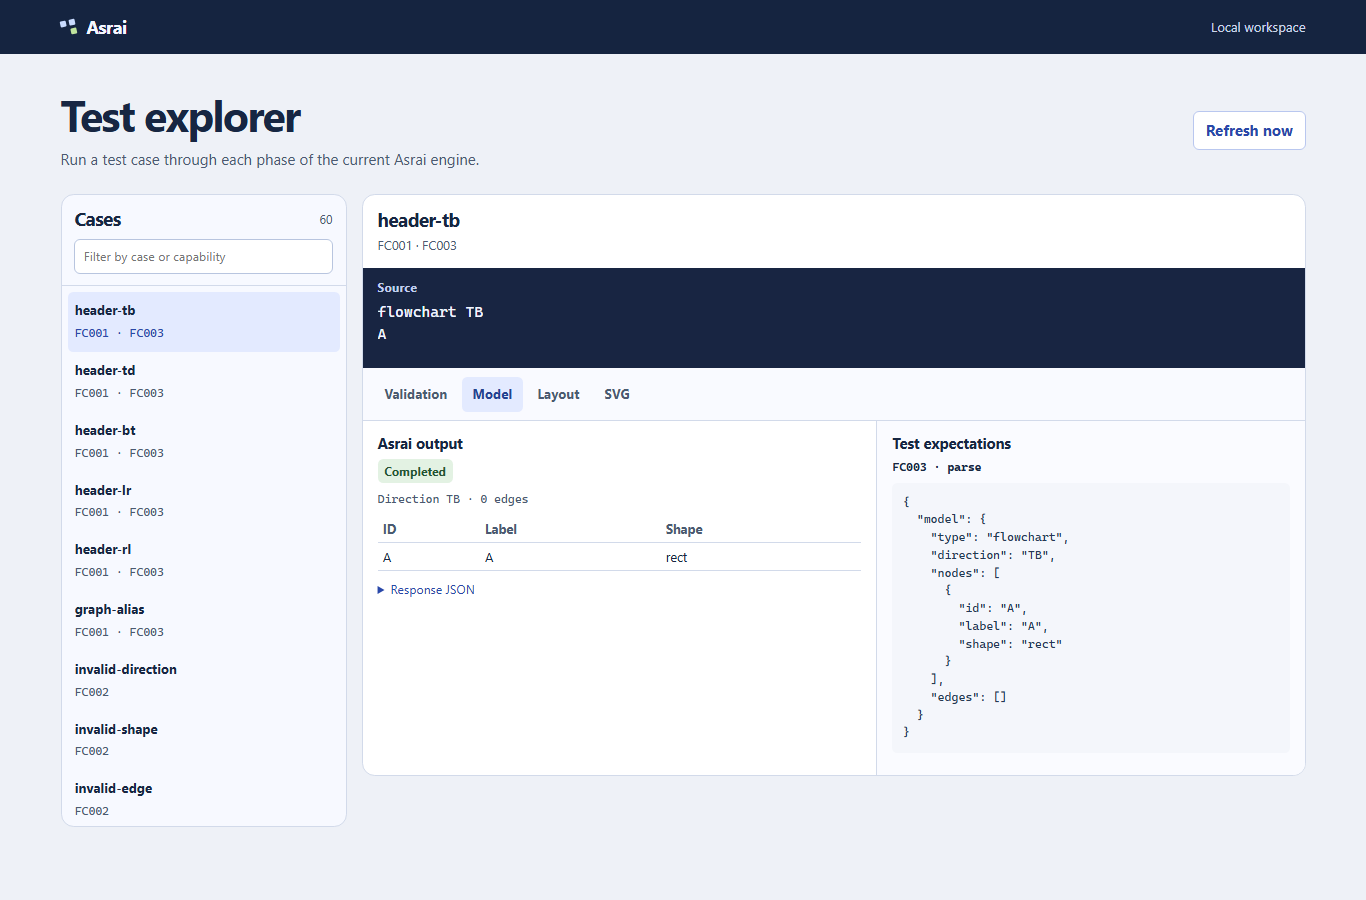 Asrai
Local workspace
Test explorer
Run a test case through each phase of the current Asrai engine.
Refresh now
Cases
60
Filter by case or capability
header-tb
FC001 · FC003
header-td
FC001 · FC003
header-bt
FC001 · FC003
header-lr
FC001 · FC003
header-rl
FC001 · FC003
graph-alias
FC001 · FC003
invalid-direction
FC002
invalid-shape
FC002
invalid-edge
FC002
header-tb
FC001 · FC003
Source
flowchart TB
A
Validation Model Layout SVG
Asrai output
Completed
Direction TB · 0 edges
ID Label Shape
A A rect
▶ Response JSON
Test expectations
FC003 · parse
{
  "model": {
    "type": "flowchart",
    "direction": "TB",
    "nodes": [
      {
        "id": "A",
        "label": "A",
        "shape": "rect"
      }
    ],
    "edges": []
  }
}